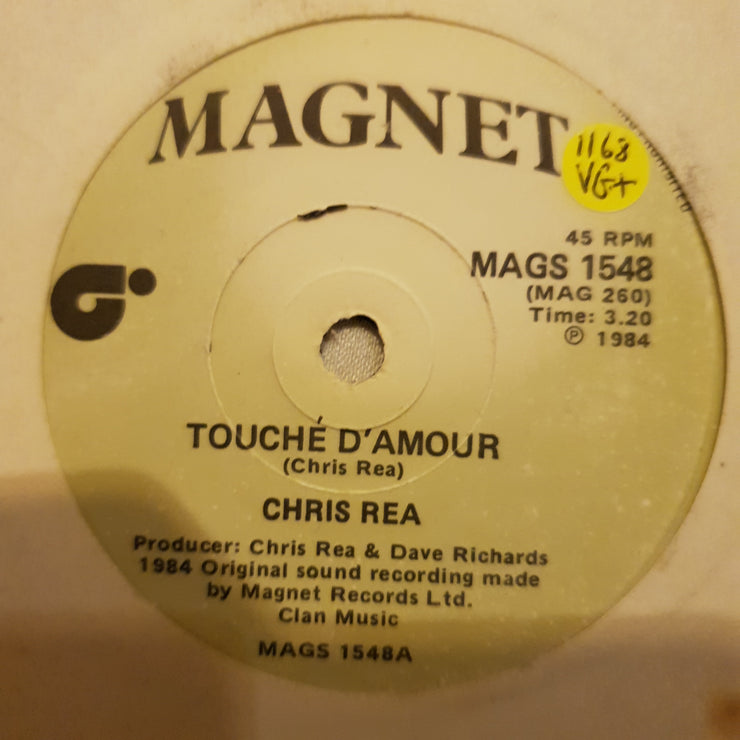 MAGNET
1168
VG+
45 RPM
MAGS 1548
(MAG 260)
Time: 3.20
℗ 1984
TOUCHÉ D'AMOUR
(Chris Rea)
CHRIS REA
Producer: Chris Rea & Dave Richards
1984 Original sound recording made
by Magnet Records Ltd.
Clan Music
MAGS 1548A